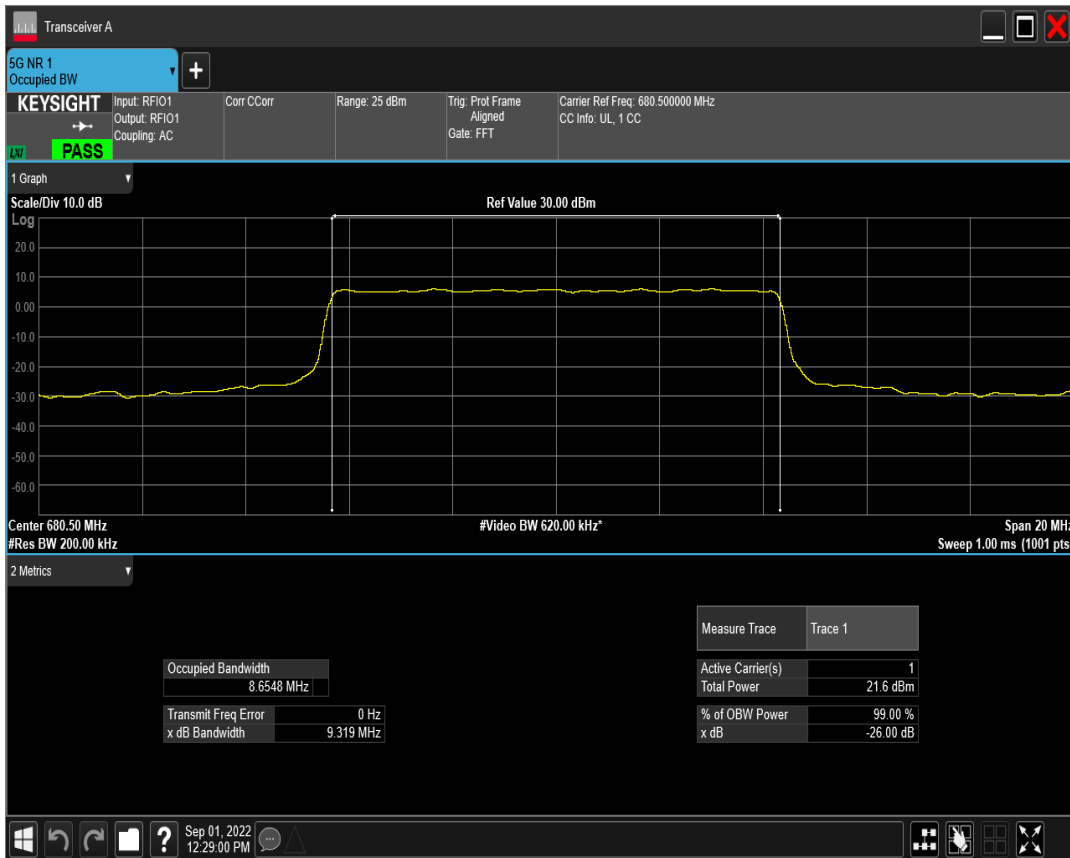 Transceiver A
5G NR 1
Occupied BW
+
KEYSIGHT
LXI
PASS
Input: RFIO1
Output: RFIO1
Coupling: AC
Corr CCorr
Range: 25 dBm
Trig: Prot Frame
Aligned
Gate: FFT
Carrier Ref Freq: 680.500000 MHz
CC Info: UL, 1 CC
1 Graph
Scale/Div 10.0 dB
Ref Value 30.00 dBm
Log
20.0
10.0
0.00
-10.0
-20.0
-30.0
-40.0
-50.0
-60.0
Center 680.50 MHz
#Video BW 620.00 kHz*
Span 20 MHz
#Res BW 200.00 kHz
Sweep 1.00 ms (1001 pts
2 Metrics
Measure Trace
Trace 1
Occupied Bandwidth
8.6548 MHz
Active Carrier(s)
1
Total Power
21.6 dBm
Transmit Freq Error
0 Hz
x dB Bandwidth
9.319 MHz
% of OBW Power
99.00 %
x dB
-26.00 dB
?
Sep 01, 2022
12:29:00 PM